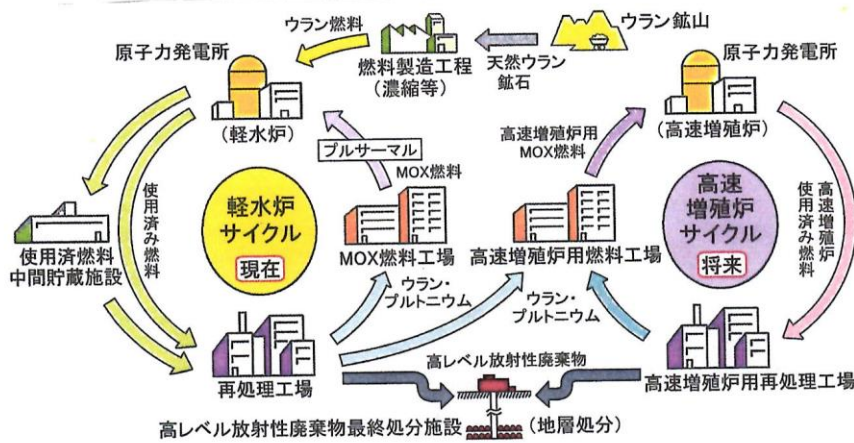 ウラン鉱山
ウラン燃料
原子力発電所
燃料製造工程
(濃縮等)
天然ウラン
鉱石
原子力発電所
(軽水炉)
(高速増殖炉)
プルサーマル
MOX燃料
高速増殖炉用
MOX燃料
使用済み燃料
軽水炉
サイクル
現在
高速
増殖炉
サイクル
将来
高速増殖炉
使用済み燃料
使用済燃料
中間貯蔵施設
MOX燃料工場
高速増殖炉用燃料工場
ウラン・
プルトニウム
ウラン・
プルトニウム
再処理工場
高レベル放射性廃棄物
高速増殖炉用再処理工場
高レベル放射性廃棄物最終処分施設
(地層処分)